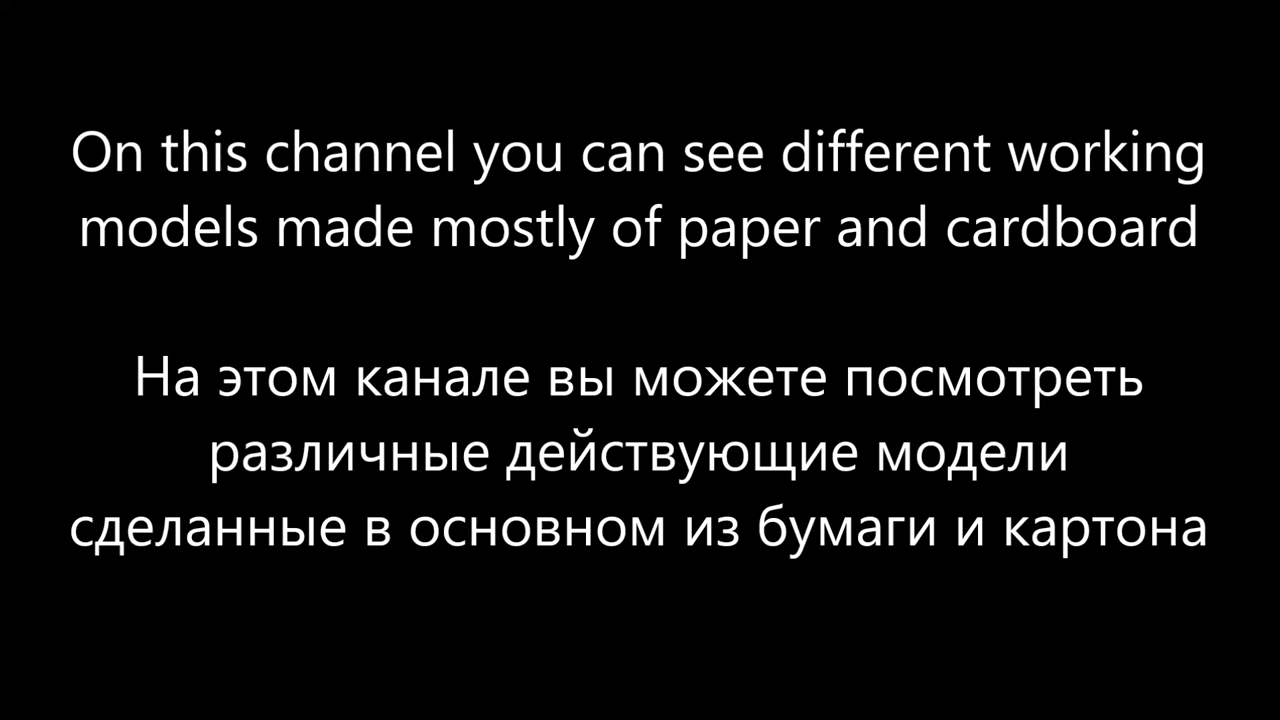 On this channel you can see different working
models made mostly of paper and cardboard
На этом канале вы можете посмотреть
различные действующие модели
сделанные в основном из бумаги и картона